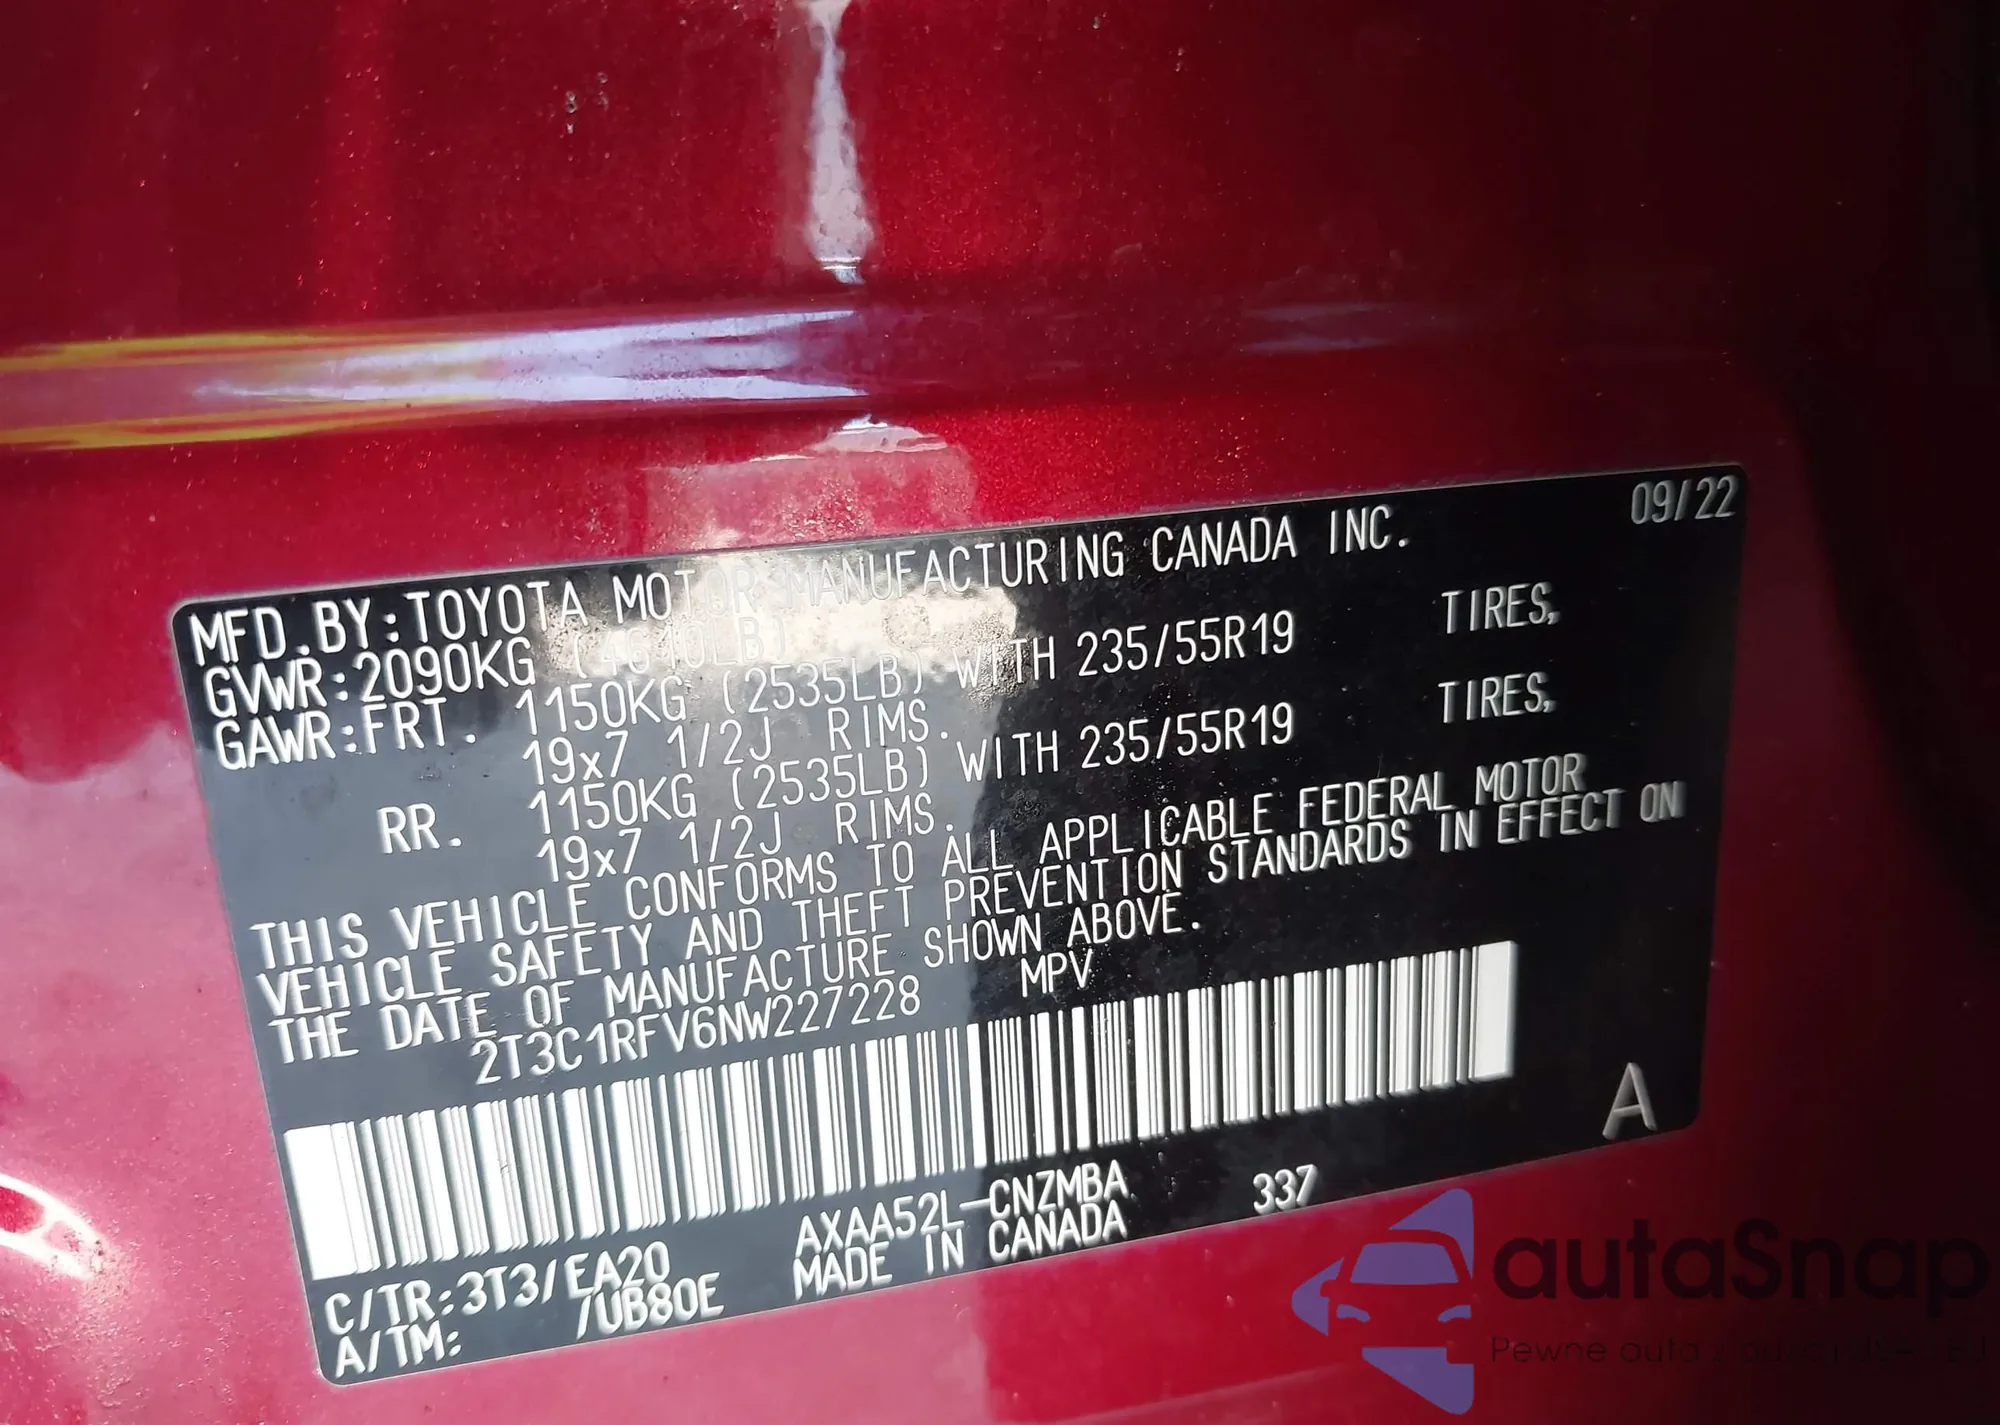 09/22
MFD.BY:TOYOTA MOTOR MANUFACTURING CANADA INC.
GVWR:2090KG (4610LB)
GAWR:FRT. 1150KG (2535LB) WITH 235/55R19 TIRES,
19x7 1/2J RIMS.
RR. 1150KG (2535LB) WITH 235/55R19 TIRES,
19x7 1/2J RIMS.
THIS VEHICLE CONFORMS TO ALL APPLICABLE FEDERAL MOTOR
VEHICLE SAFETY AND THEFT PREVENTION STANDARDS IN EFFECT ON
THE DATE OF MANUFACTURE SHOWN ABOVE.
2T3C1RFV6NW227228 MPV
A
C/TR:3T3/EA20 AXAA52L-CNZMBA 337
A/TM: /UB80E MADE IN CANADA
autaSnap
Pewne auta z